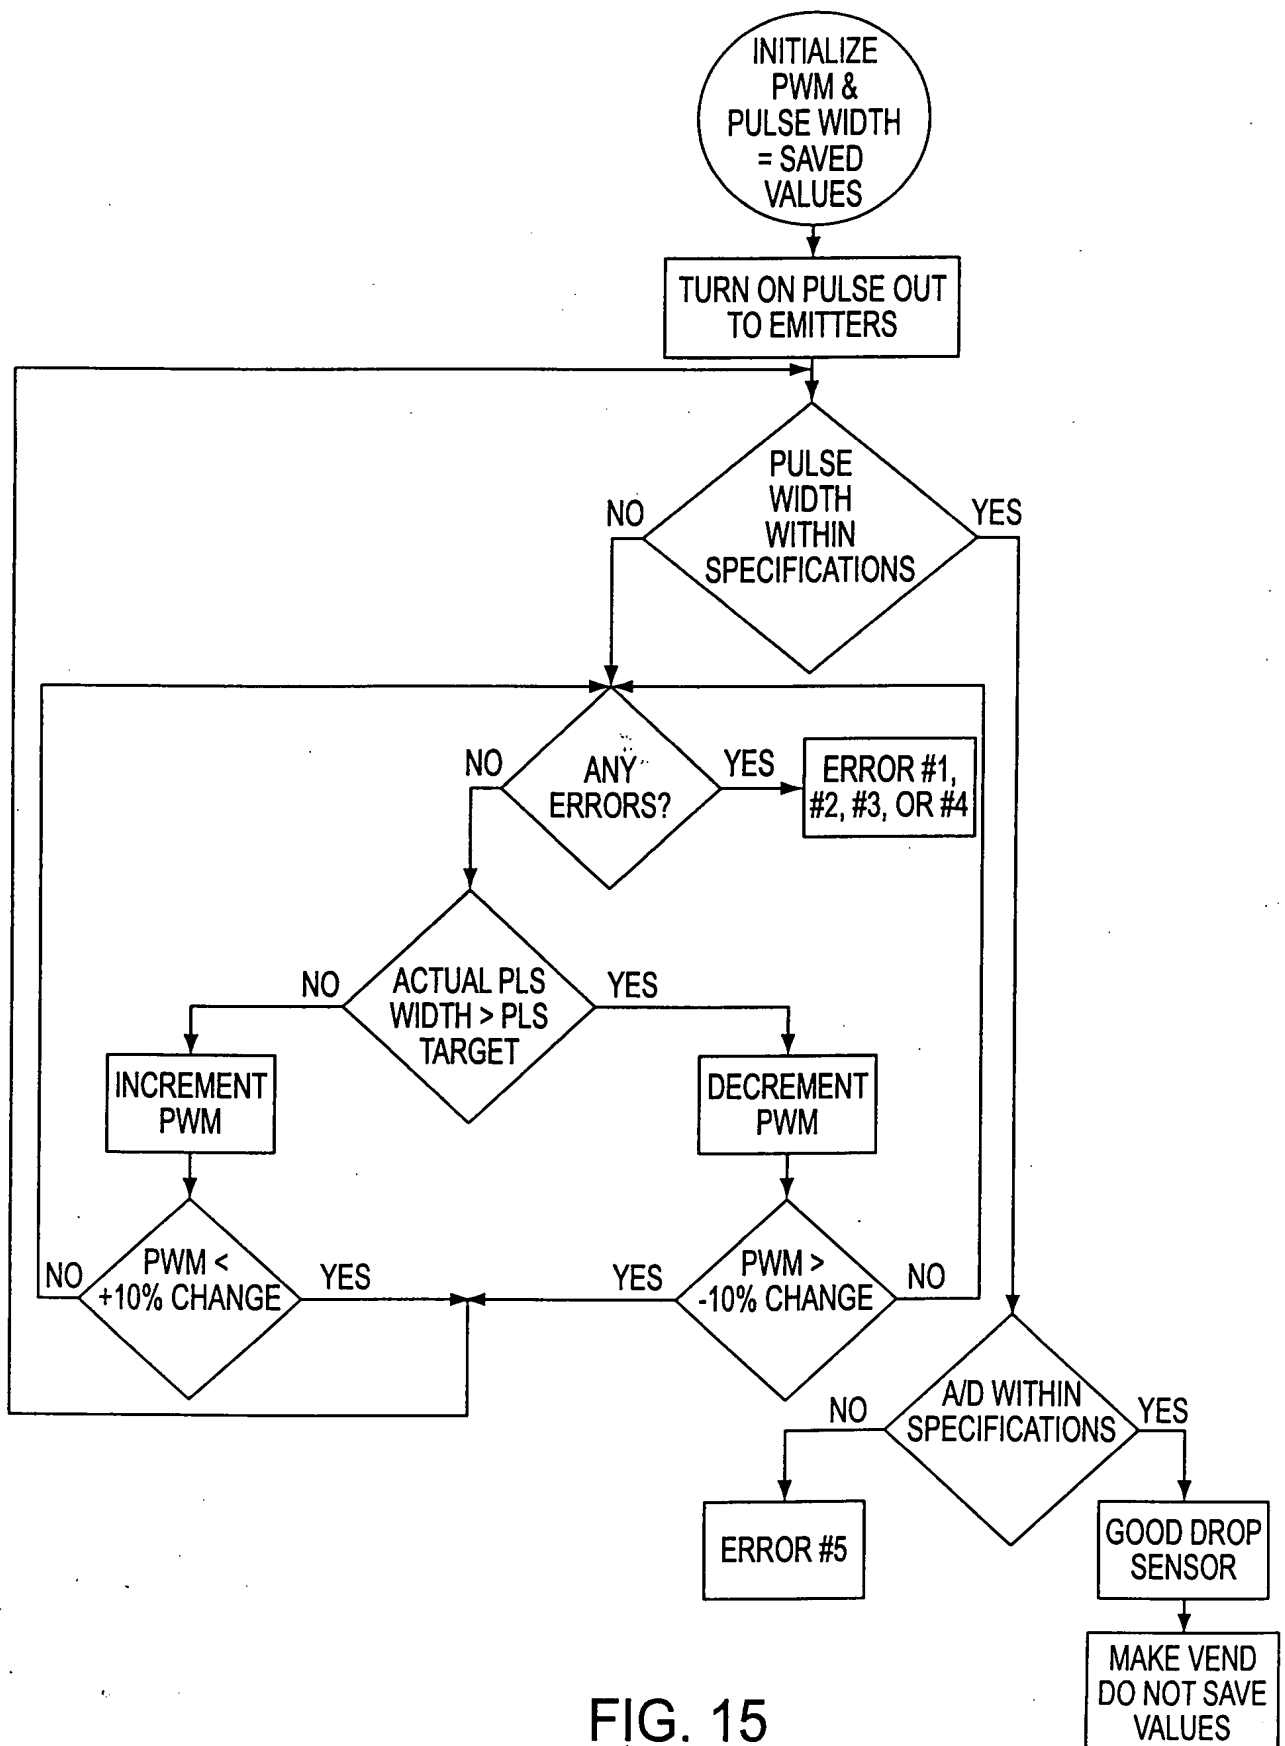 INITIALIZE
PWM &
PULSE WIDTH
= SAVED
VALUES
TURN ON PULSE OUT
TO EMITTERS
PULSE
WIDTH
WITHIN
SPECIFICATIONS
NO
YES
ANY
ERRORS?
NO
YES
ERROR #1,
#2, #3, OR #4
ACTUAL PLS
WIDTH > PLS
TARGET
NO
YES
INCREMENT
PWM
DECREMENT
PWM
PWM <
+10% CHANGE
NO
YES
PWM >
-10% CHANGE
YES
NO
A/D WITHIN
SPECIFICATIONS
NO
YES
ERROR #5
GOOD DROP
SENSOR
MAKE VEND
DO NOT SAVE
VALUES
FIG. 15